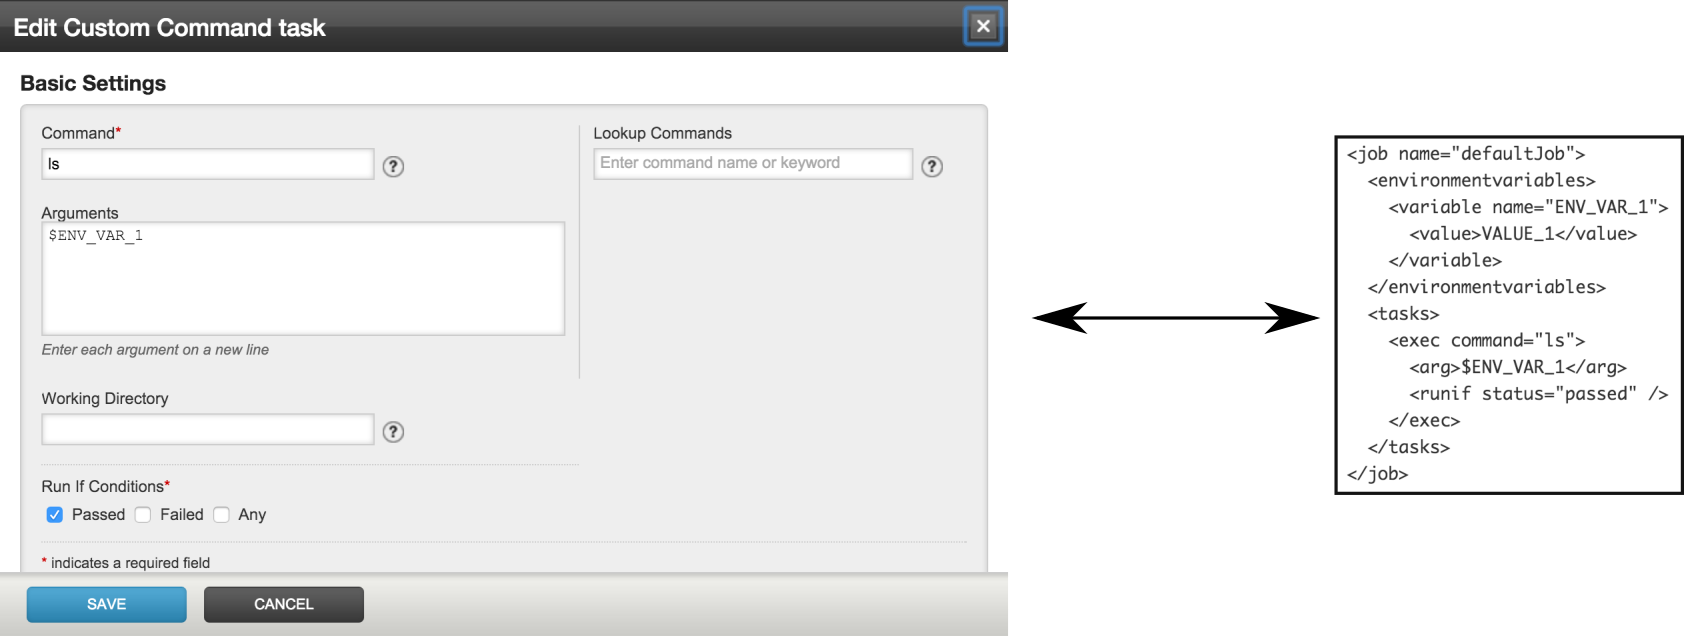 Edit Custom Command task
Basic Settings
Command*
ls
?
Lookup Commands
Enter command name or keyword
?
Arguments
$ENV_VAR_1
Enter each argument on a new line
Working Directory
?
Run If Conditions*
Passed Failed Any
* indicates a required field
SAVE CANCEL
<job name="defaultJob">
  <environmentvariables>
    <variable name="ENV_VAR_1">
      <value>VALUE_1</value>
    </variable>
  </environmentvariables>
  <tasks>
    <exec command="ls">
      <arg>$ENV_VAR_1</arg>
      <runif status="passed" />
    </exec>
  </tasks>
</job>